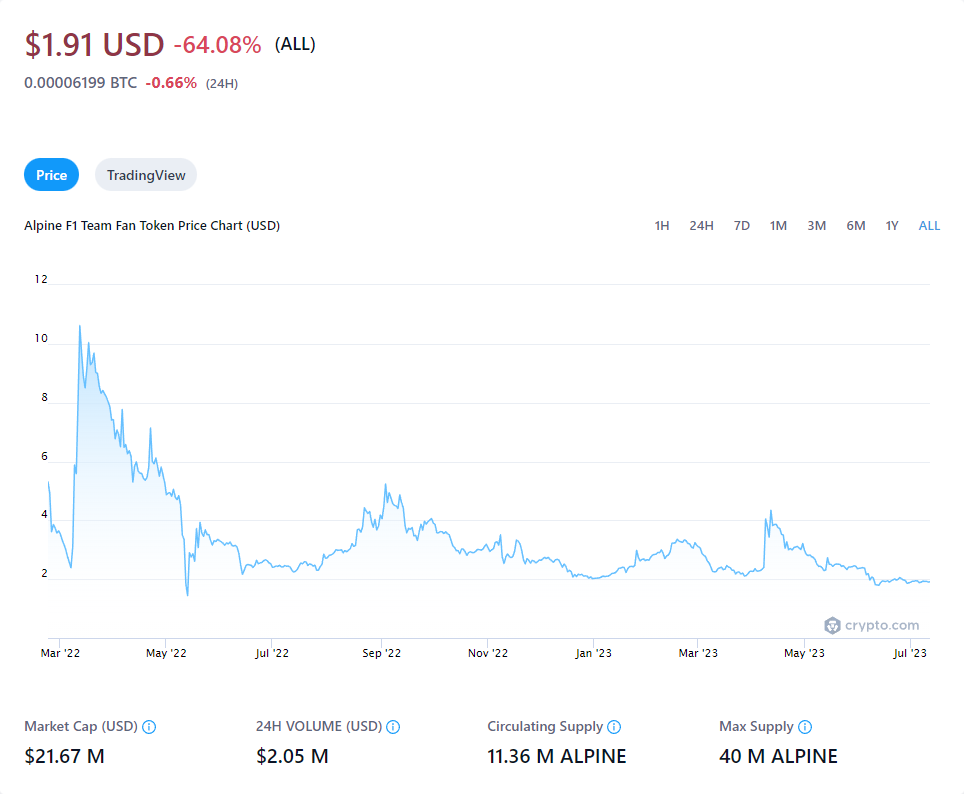 $1.91 USD -64.08% (ALL)
0.00006199 BTC -0.66% (24H)
Price TradingView
Alpine F1 Team Fan Token Price Chart (USD) 1H 24H 7D 1M 3M 6M 1Y ALL
12
10
8
6
4
2
crypto.com
Mar '22 May '22 Jul '22 Sep '22 Nov '22 Jan '23 Mar '23 May '23 Jul '23
Market Cap (USD) 24H VOLUME (USD) Circulating Supply Max Supply
$21.67 M $2.05 M 11.36 M ALPINE 40 M ALPINE